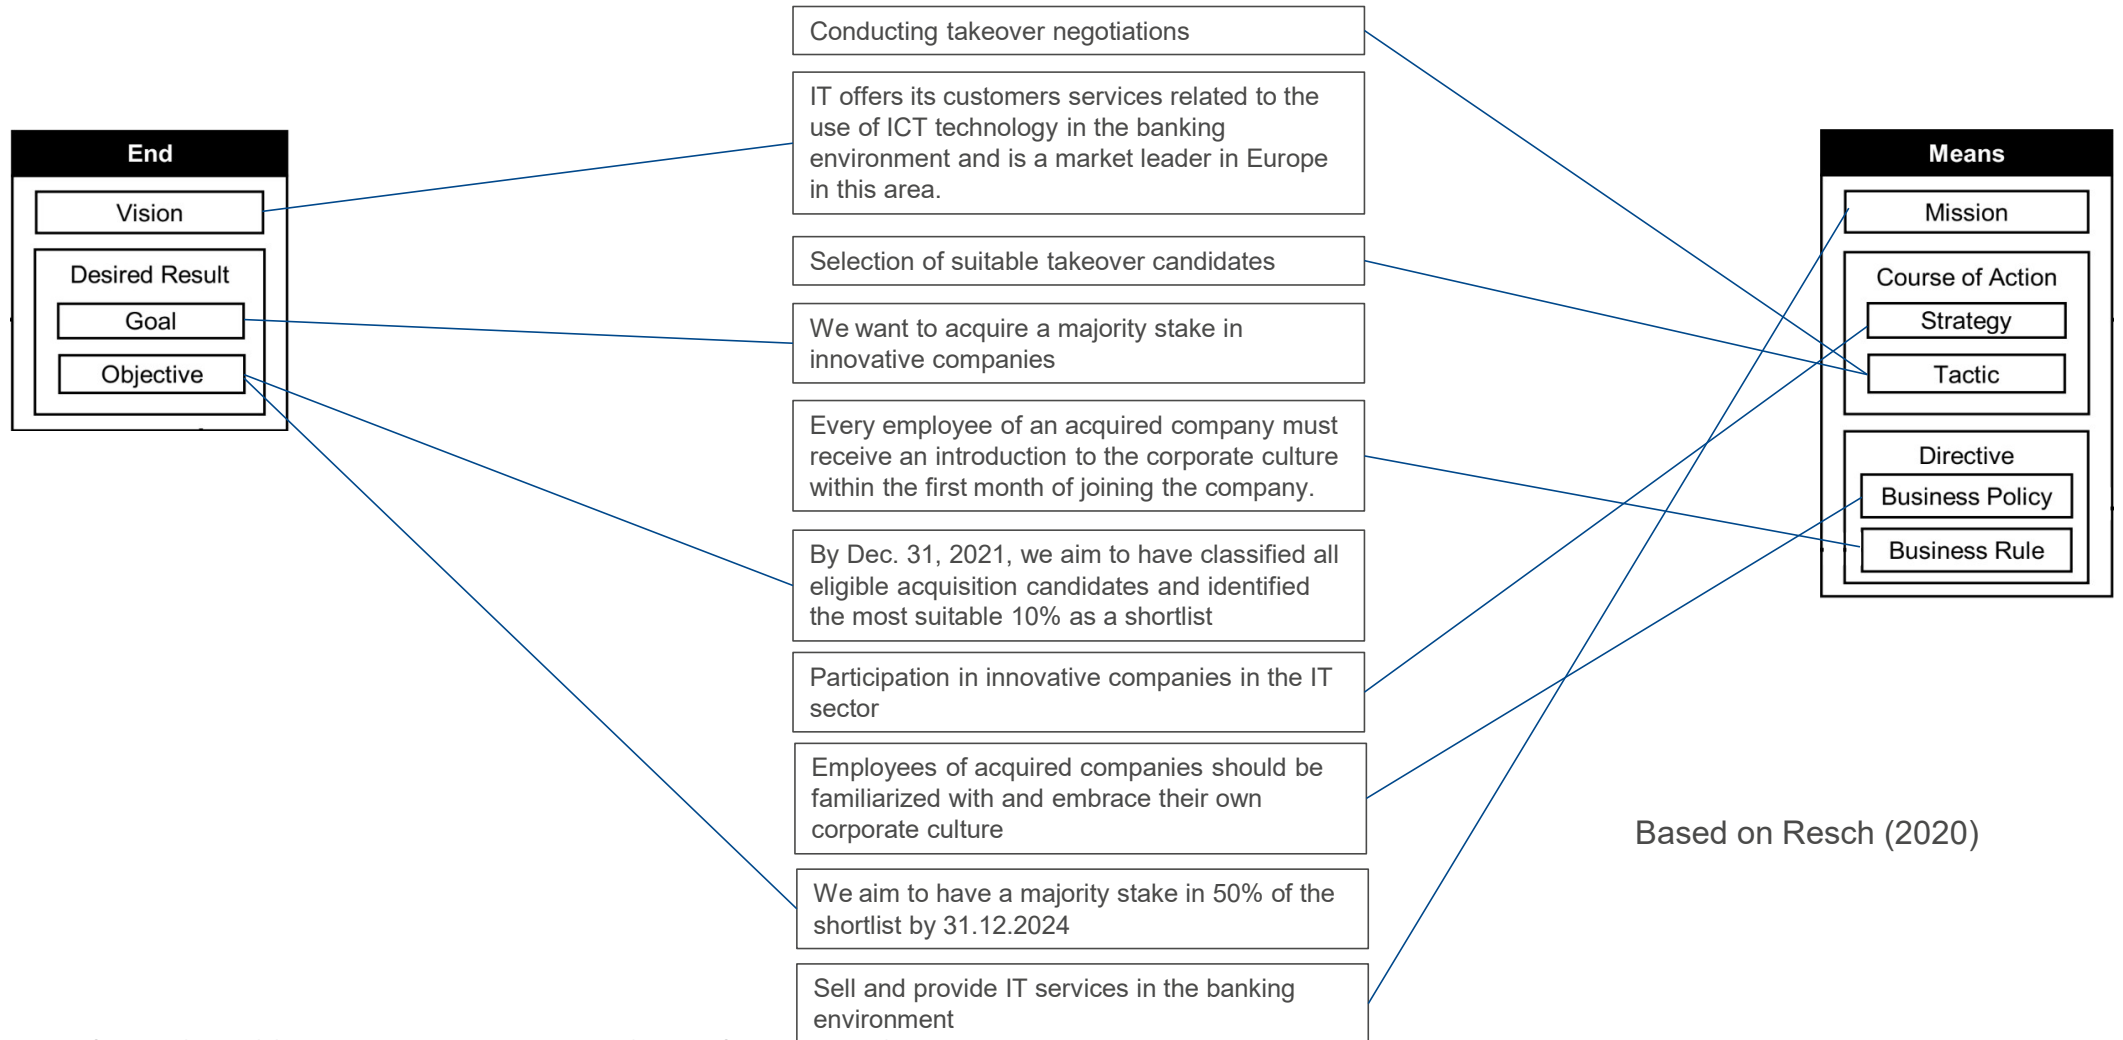 End
Vision
Desired Result
Goal
Objective
Conducting takeover negotiations
IT offers its customers services related to the
use of ICT technology in the banking
environment and is a market leader in Europe
in this area.
Selection of suitable takeover candidates
We want to acquire a majority stake in
innovative companies
Every employee of an acquired company must
receive an introduction to the corporate culture
within the first month of joining the company.
By Dec. 31, 2021, we aim to have classified all
eligible acquisition candidates and identified
the most suitable 10% as a shortlist
Participation in innovative companies in the IT
sector
Employees of acquired companies should be
familiarized with and embrace their own
corporate culture
We aim to have a majority stake in 50% of the
shortlist by 31.12.2024
Sell and provide IT services in the banking
environment
Means
Mission
Course of Action
Strategy
Tactic
Directive
Business Policy
Business Rule
Based on Resch (2020)